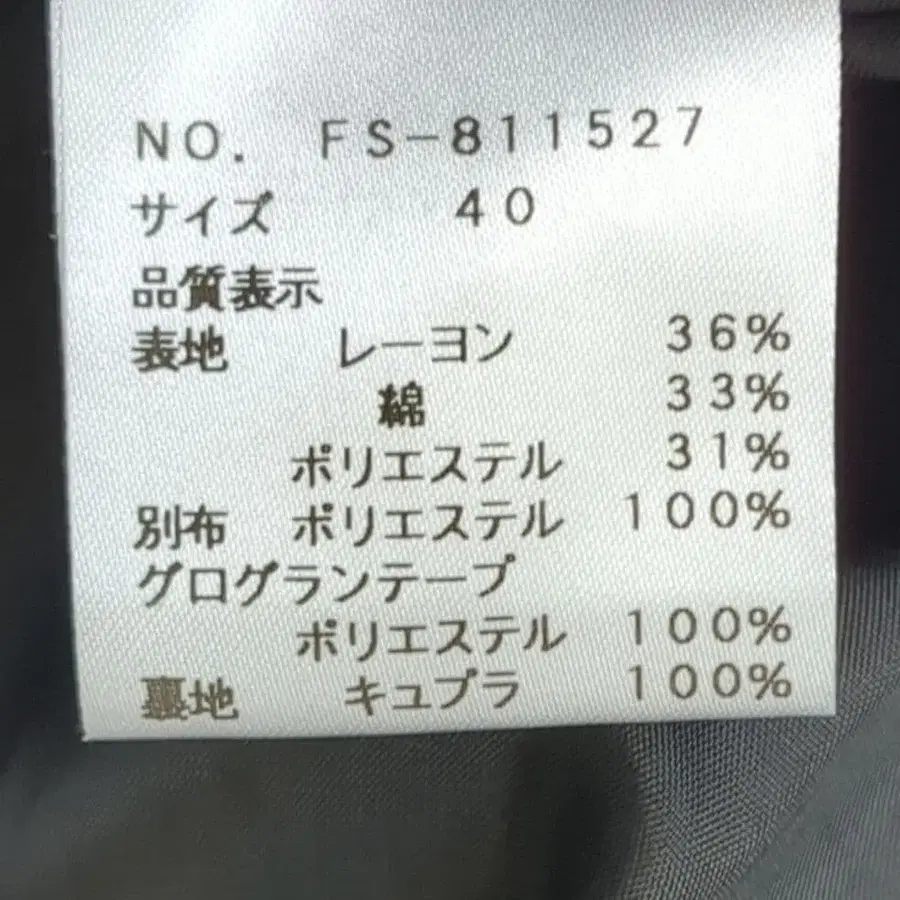 NO. FS-811527
サイズ 40
品質表示
表地 レーヨン 36%
綿 33%
ポリエステル 31%
別布 ポリエステル 100%
グログランテープ
ポリエステル 100%
裏地 キュプラ 100%